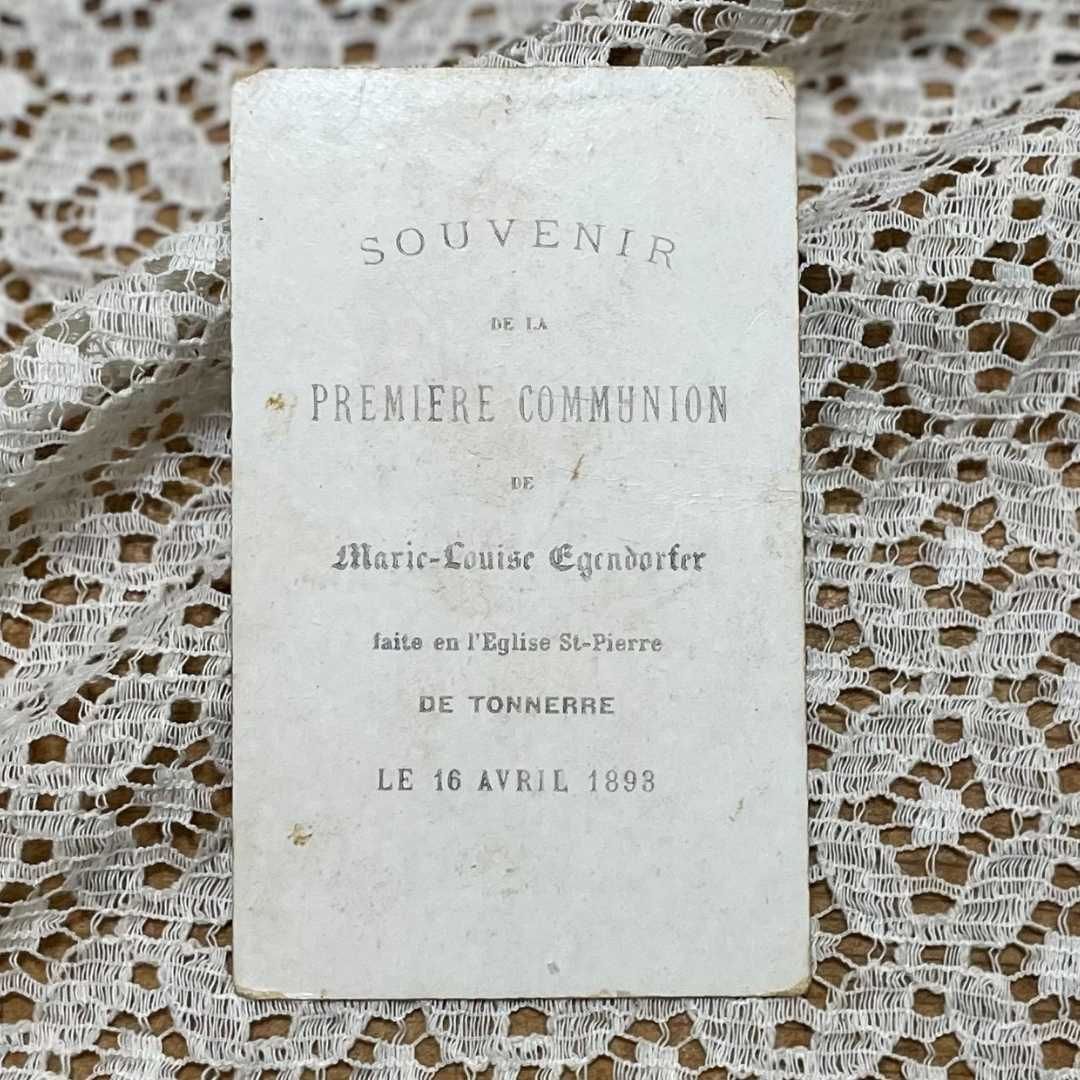 SOUVENIR
DE LA
PREMIERE COMMUNION
DE
Marie-Louise Egendorfer
faite en l'Eglise St-Pierre
DE TONNERRE
LE 16 AVRIL 1893